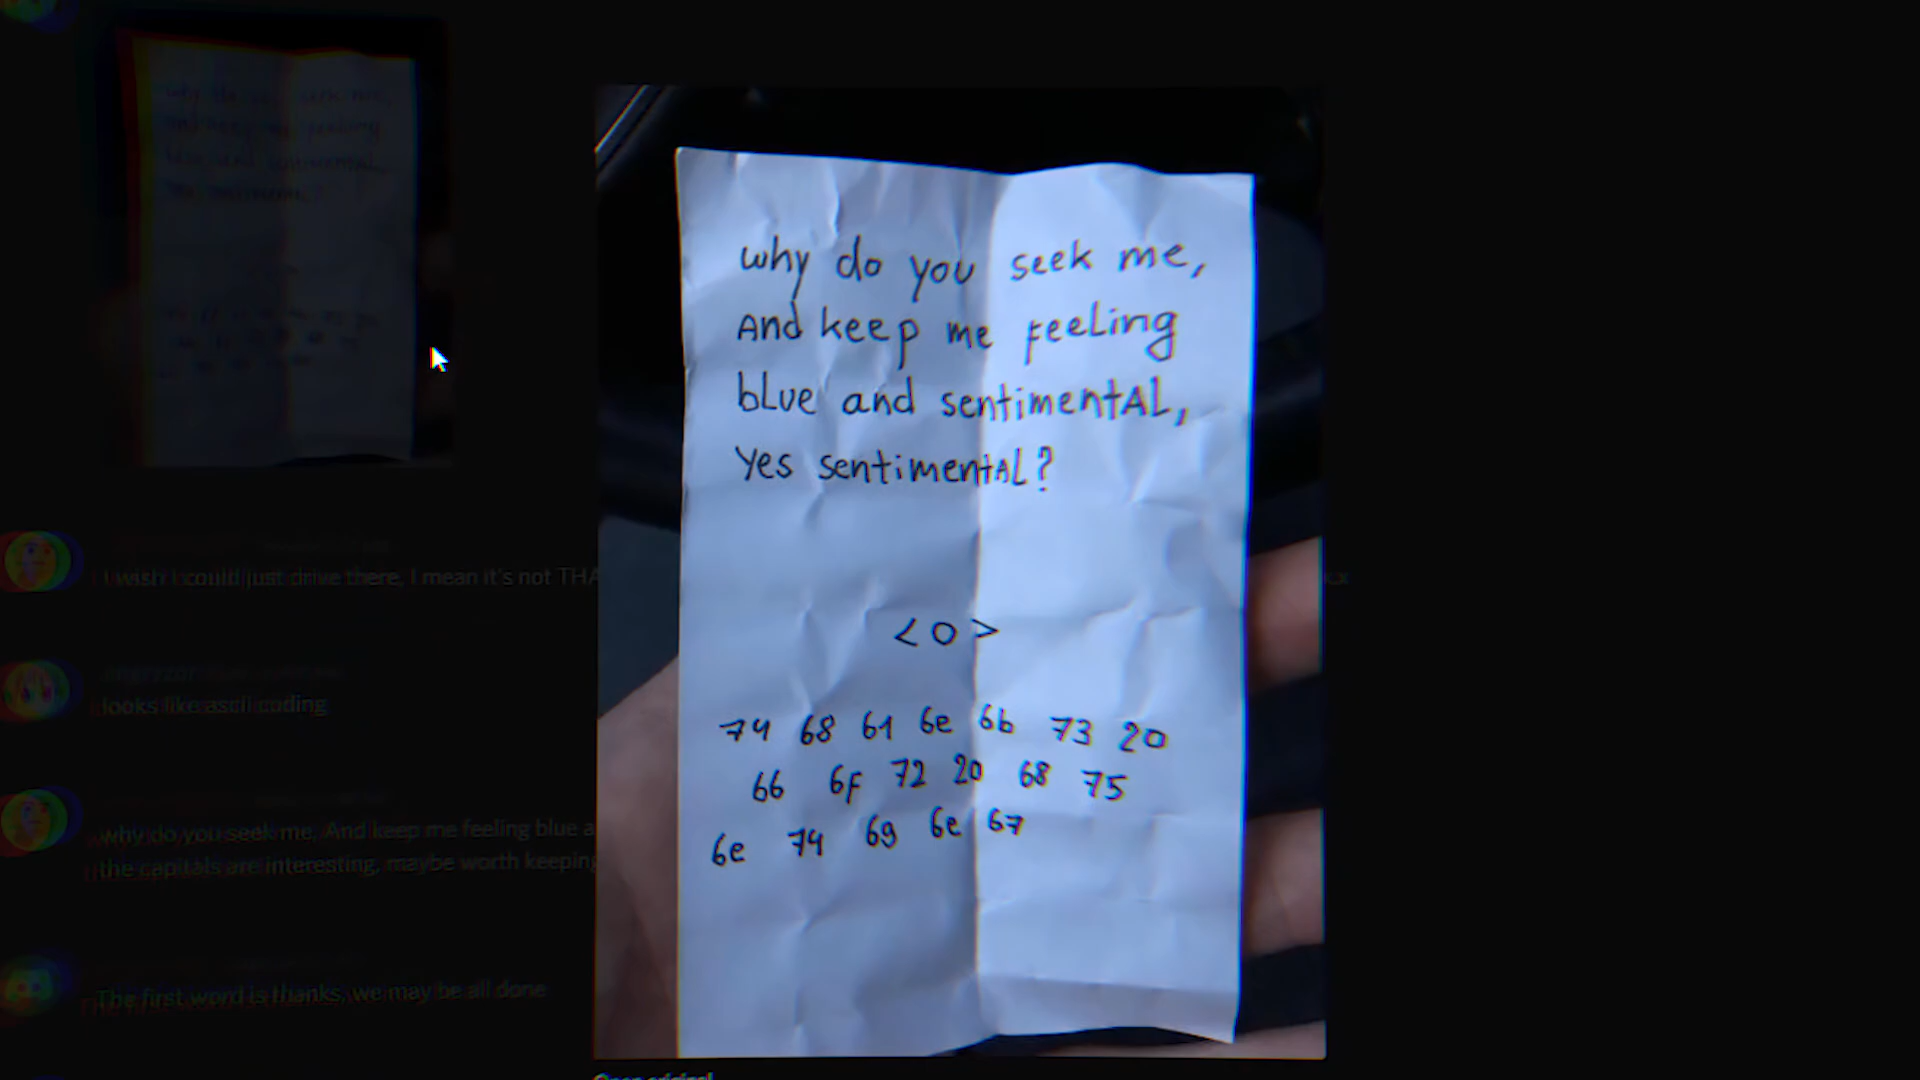 why do you seek me,
And keep me feeling
bLue and sentimentAL,
Yes sentimentAL?
<O>
74 68 61 6e 6b 73 20
66 6F 72 20 68 75
6e 74 69 6e 67
I wish I could just drive there, I mean it's not THA
looks like ascii coding
why do you seek me, And keep me feeling blue a
the capitals are interesting, maybe worth keeping
The first word is thanks, we may be all done
Open original